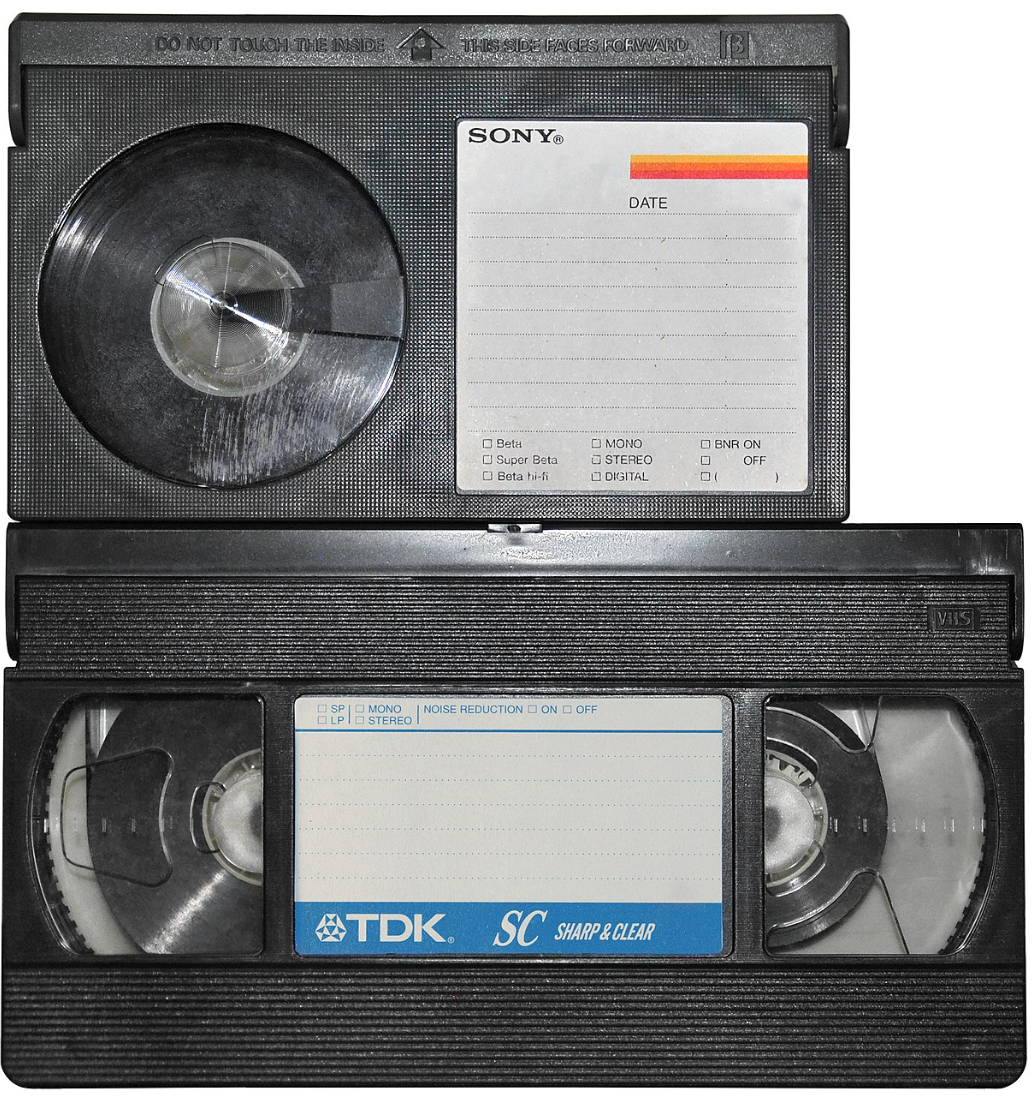 DO NOT TOUCH THE INSIDE THIS SIDE FACES FORWARD β
SONY®
DATE
☐ Beta ☐ MONO ☐ BNR ON
☐ Super Beta ☐ STEREO ☐ OFF
☐ Beta hi-fi ☐ DIGITAL ☐ ( )
VHS
☐ SP ☐ MONO NOISE REDUCTION ☐ ON ☐ OFF
☐ LP ☐ STEREO
TDK® SC SHARP & CLEAR